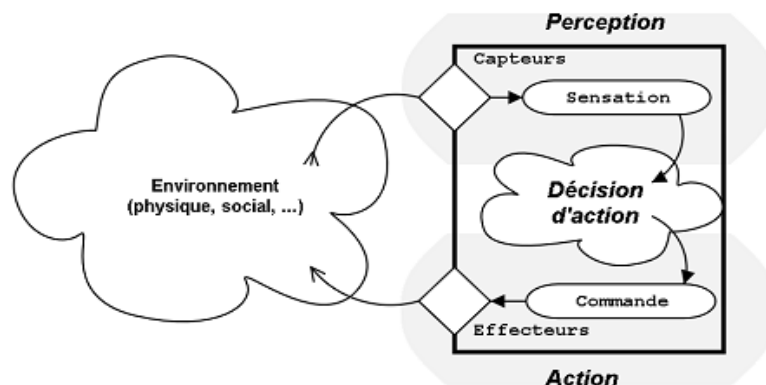 Perception
Capteurs
Sensation
Environnement
(physique, social, ...)
Décision
d'action
Commande
Effecteurs
Action